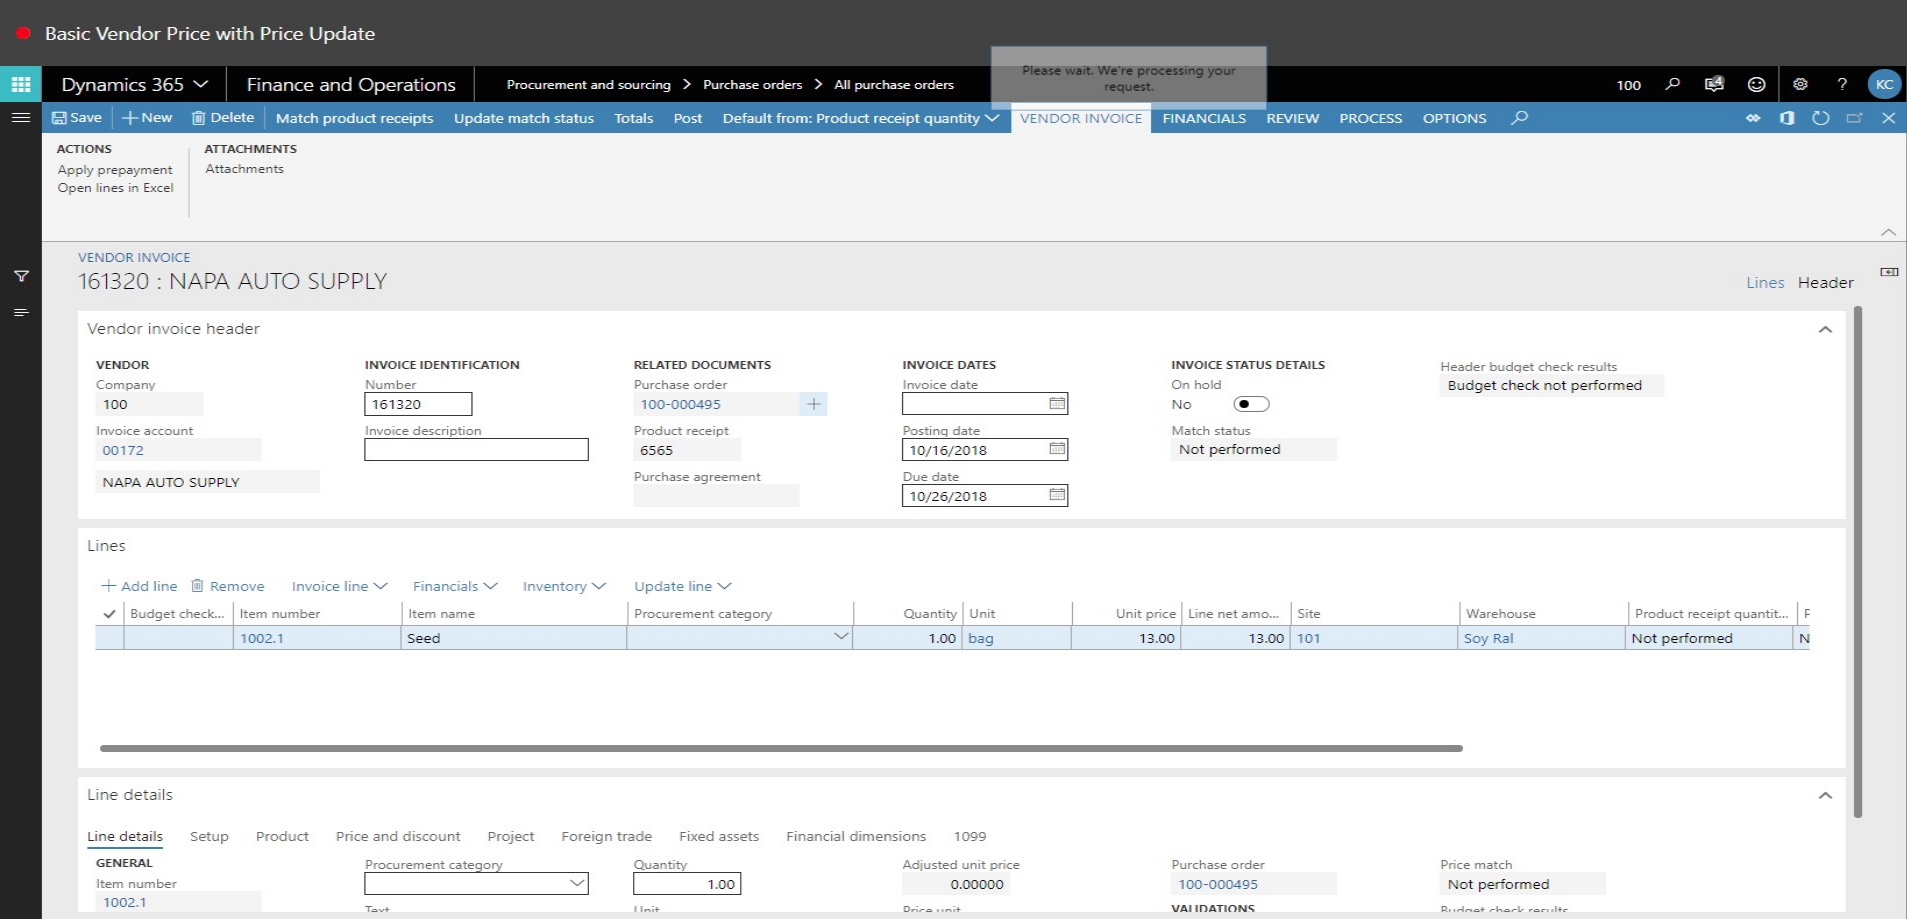 Basic Vendor Price with Price Update
Dynamics 365 Finance and Operations Procurement and sourcing > Purchase orders > All purchase orders 100 4 ? KC
Please wait. We're processing your
request.
Save + New Delete Match product receipts Update match status Totals Post Default from: Product receipt quantity VENDOR INVOICE FINANCIALS REVIEW PROCESS OPTIONS
ACTIONS ATTACHMENTS
Apply prepayment Attachments
Open lines in Excel
VENDOR INVOICE
161320 : NAPA AUTO SUPPLY
Lines Header
Vendor invoice header
VENDOR INVOICE IDENTIFICATION RELATED DOCUMENTS INVOICE DATES INVOICE STATUS DETAILS Header budget check results
Company Number Purchase order Invoice date On hold Budget check not performed
100 161320 100-000495 + No
Invoice account Invoice description Product receipt Posting date Match status
00172 6565 10/16/2018 Not performed
Purchase agreement Due date
NAPA AUTO SUPPLY 10/26/2018
Lines
+ Add line Remove Invoice line Financials Inventory Update line
Budget check... Item number Item name Procurement category Quantity Unit Unit price Line net amo... Site Warehouse Product receipt quantit...
1002.1 Seed 1.00 bag 13.00 13.00 101 Soy Ral Not performed N
Line details
Line details Setup Product Price and discount Project Foreign trade Fixed assets Financial dimensions 1099
GENERAL Procurement category Quantity Adjusted unit price Purchase order Price match
Item number 1.00 0.00000 100-000495 Not performed
1002.1 Text Unit Price unit VALIDATIONS Budget check results